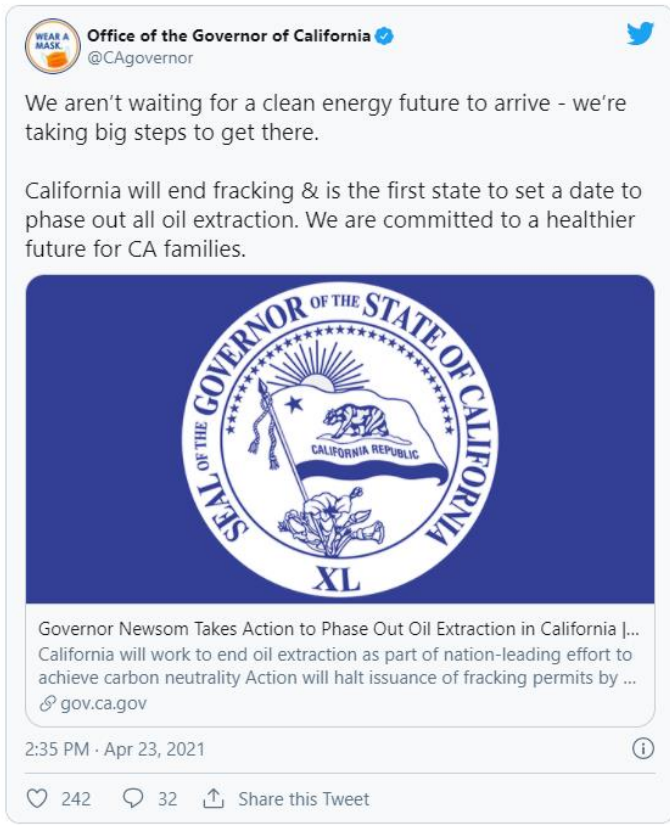 WEAR A
MASK.
Office of the Governor of California
@CAgovernor
We aren’t waiting for a clean energy future to arrive - we’re
taking big steps to get there.
California will end fracking & is the first state to set a date to
phase out all oil extraction. We are committed to a healthier
future for CA families.
SEAL OF THE GOVERNOR OF THE STATE OF CALIFORNIA
CALIFORNIA REPUBLIC
XL
Governor Newsom Takes Action to Phase Out Oil Extraction in California |...
California will work to end oil extraction as part of nation-leading effort to
achieve carbon neutrality Action will halt issuance of fracking permits by ...
gov.ca.gov
2:35 PM · Apr 23, 2021
242 32 Share this Tweet